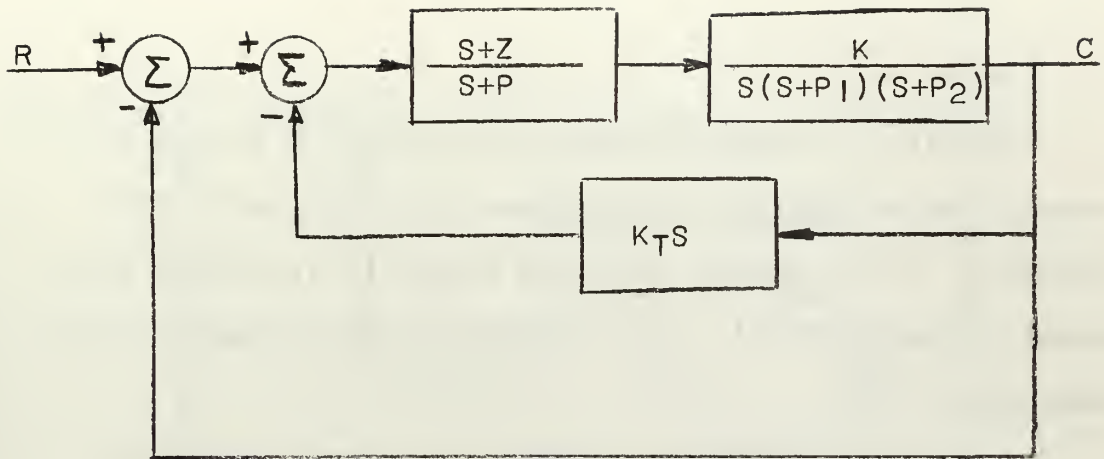 R
+
Σ
-
+
Σ
-
S+Z
S+P
K
S(S+P1)(S+P2)
C
KTS